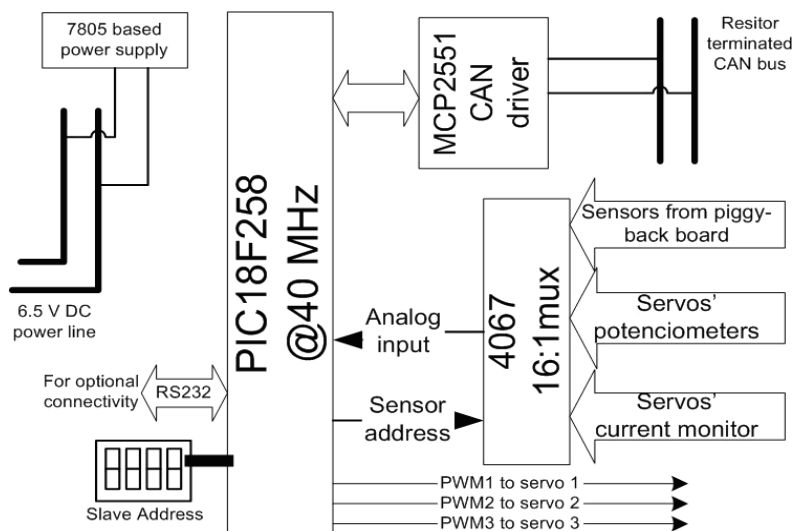 7805 based
power supply
6.5 V DC
power line
PIC18F258
@40 MHz
MCP2551
CAN
driver
Resitor
terminated
CAN bus
Sensors from piggy-
back board
Servos'
potenciometers
Servos'
current monitor
4067
16:1mux
Analog
input
Sensor
address
For optional
connectivity
RS232
Slave Address
PWM1 to servo 1
PWM2 to servo 2
PWM3 to servo 3